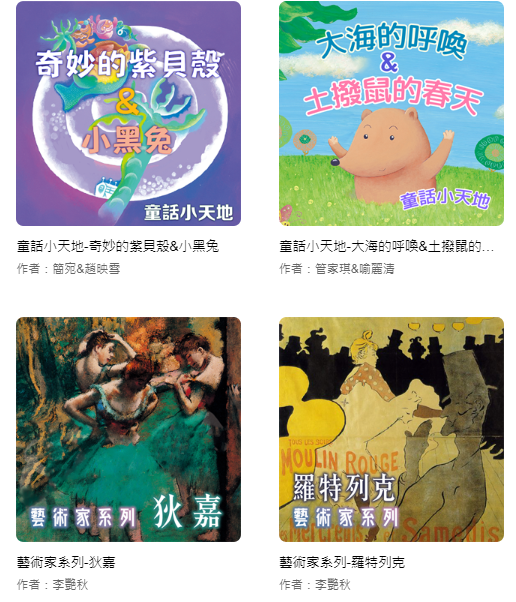 奇妙的紫貝殼
&
小黑兔
童話小天地
童話小天地-奇妙的紫貝殼&小黑兔
作者：簡宛&趙映雪
大海的呼喚
&
土撥鼠的春天
童話小天地
童話小天地-大海的呼喚&土撥鼠的…
作者：管家琪&喻麗清
藝術家系列 狄嘉
藝術家系列-狄嘉
作者：李艷秋
MOULIN ROUGE
羅特列克
藝術家系列
藝術家系列-羅特列克
作者：李艷秋